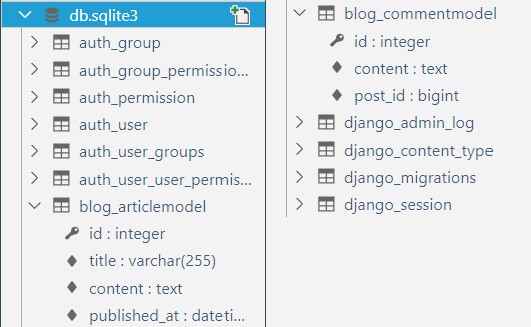 db.sqlite3
auth_group
auth_group_permissio...
auth_permission
auth_user
auth_user_groups
auth_user_user_permis...
blog_articlemodel
id : integer
title : varchar(255)
content : text
published_at : dateti...
blog_commentmodel
id : integer
content : text
post_id : bigint
django_admin_log
django_content_type
django_migrations
django_session